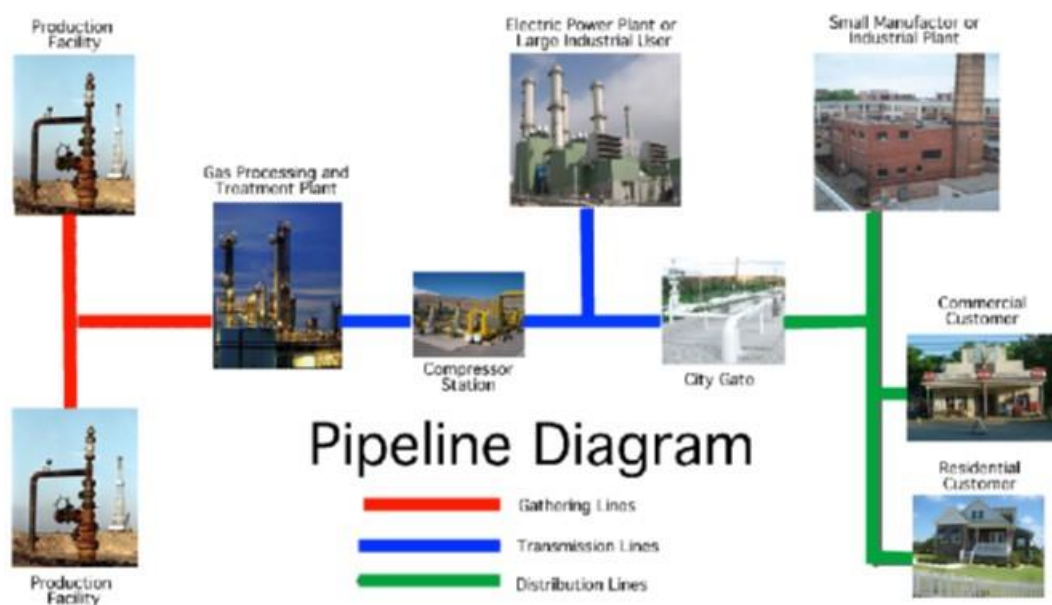 Production
Facility
Electric Power Plant or
Large Industrial User
Small Manufactor or
Industrial Plant
Gas Processing and
Treatment Plant
Commercial
Customer
Compressor
Station
City Gate
Pipeline Diagram
Residential
Customer
Gathering Lines
Transmission Lines
Distribution Lines
Production
Facility